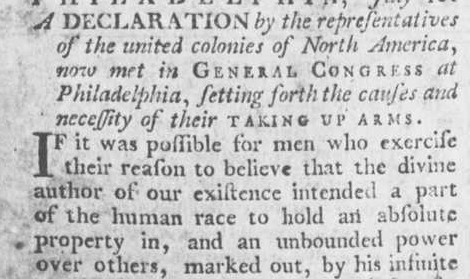 A DECLARATION by the repreſentatives
of the united colonies of North America,
now met in GENERAL CONGRESS at
Philadelphia, ſetting forth the cauſes and
neceſſity of their TAKING UP ARMS.
IF it was poſſible for men who exerciſe
their reaſon to believe that the divine
author of our exiſtence intended a part
of the human race to hold an abſolute
property in, and an unbounded power
over others, marked out, by his infinite